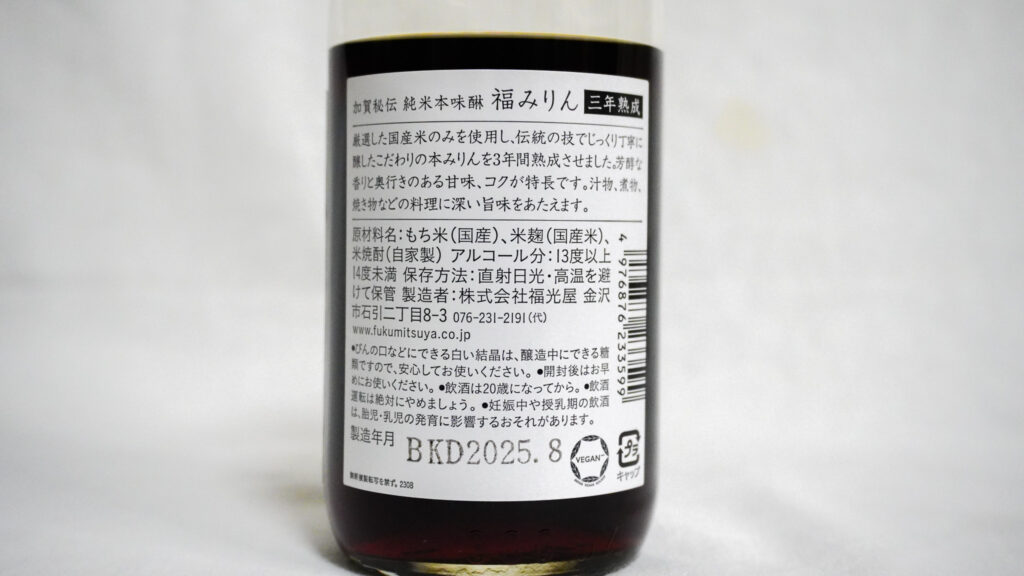 加賀秘伝 純米本味醂 福みりん 三年熟成
厳選した国産米のみを使用し、伝統の技でじっくり丁寧に
醸したこだわりの本みりんを3年間熟成させました。芳醇な
香りと奥行きのある甘味、コクが特長です。汁物、煮物、
焼き物などの料理に深い旨味をあたえます。
原材料名：もち米（国産）、米麹（国産米）、
米焼酎（自家製） アルコール分：13度以上
14度未満 保存方法：直射日光・高温を避
けて保管 製造者：株式会社福光屋 金沢
市石引二丁目8-3 076-231-2191（代）
www.fukumitsuya.co.jp
●びんの口などにできる白い結晶は、醸造中にできる糖
類ですので、安心してお使いください。 ●開封後はお早
めにお使いください。 ●飲酒は20歳になってから。 ●飲酒
運転は絶対にやめましょう。 ●妊娠中や授乳期の飲酒
は、胎児・乳児の発育に影響するおそれがあります。
製造年月 BKD2025.8
無断複製転写を禁ず。2308
4 976876 233599
VEGAN
プラ
キャップ